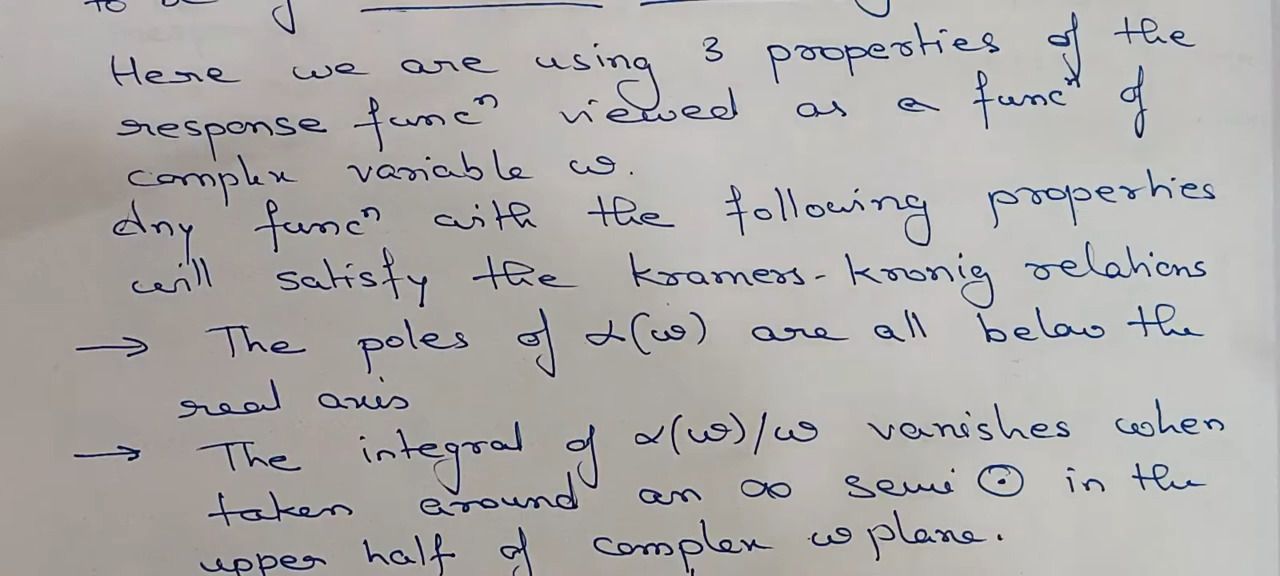 to be
Here we are using 3 properties of the
response funcⁿ viewed as a funcⁿ of
complex variable ω.
Any funcⁿ with the following properties
will satisfy the Kramers-Kronig relations
→ The poles of α(ω) are all below the
real axis
→ The integral of α(ω)/ω vanishes when
taken around an ∞ semi ⊙ in the
upper half of complex ω plane.